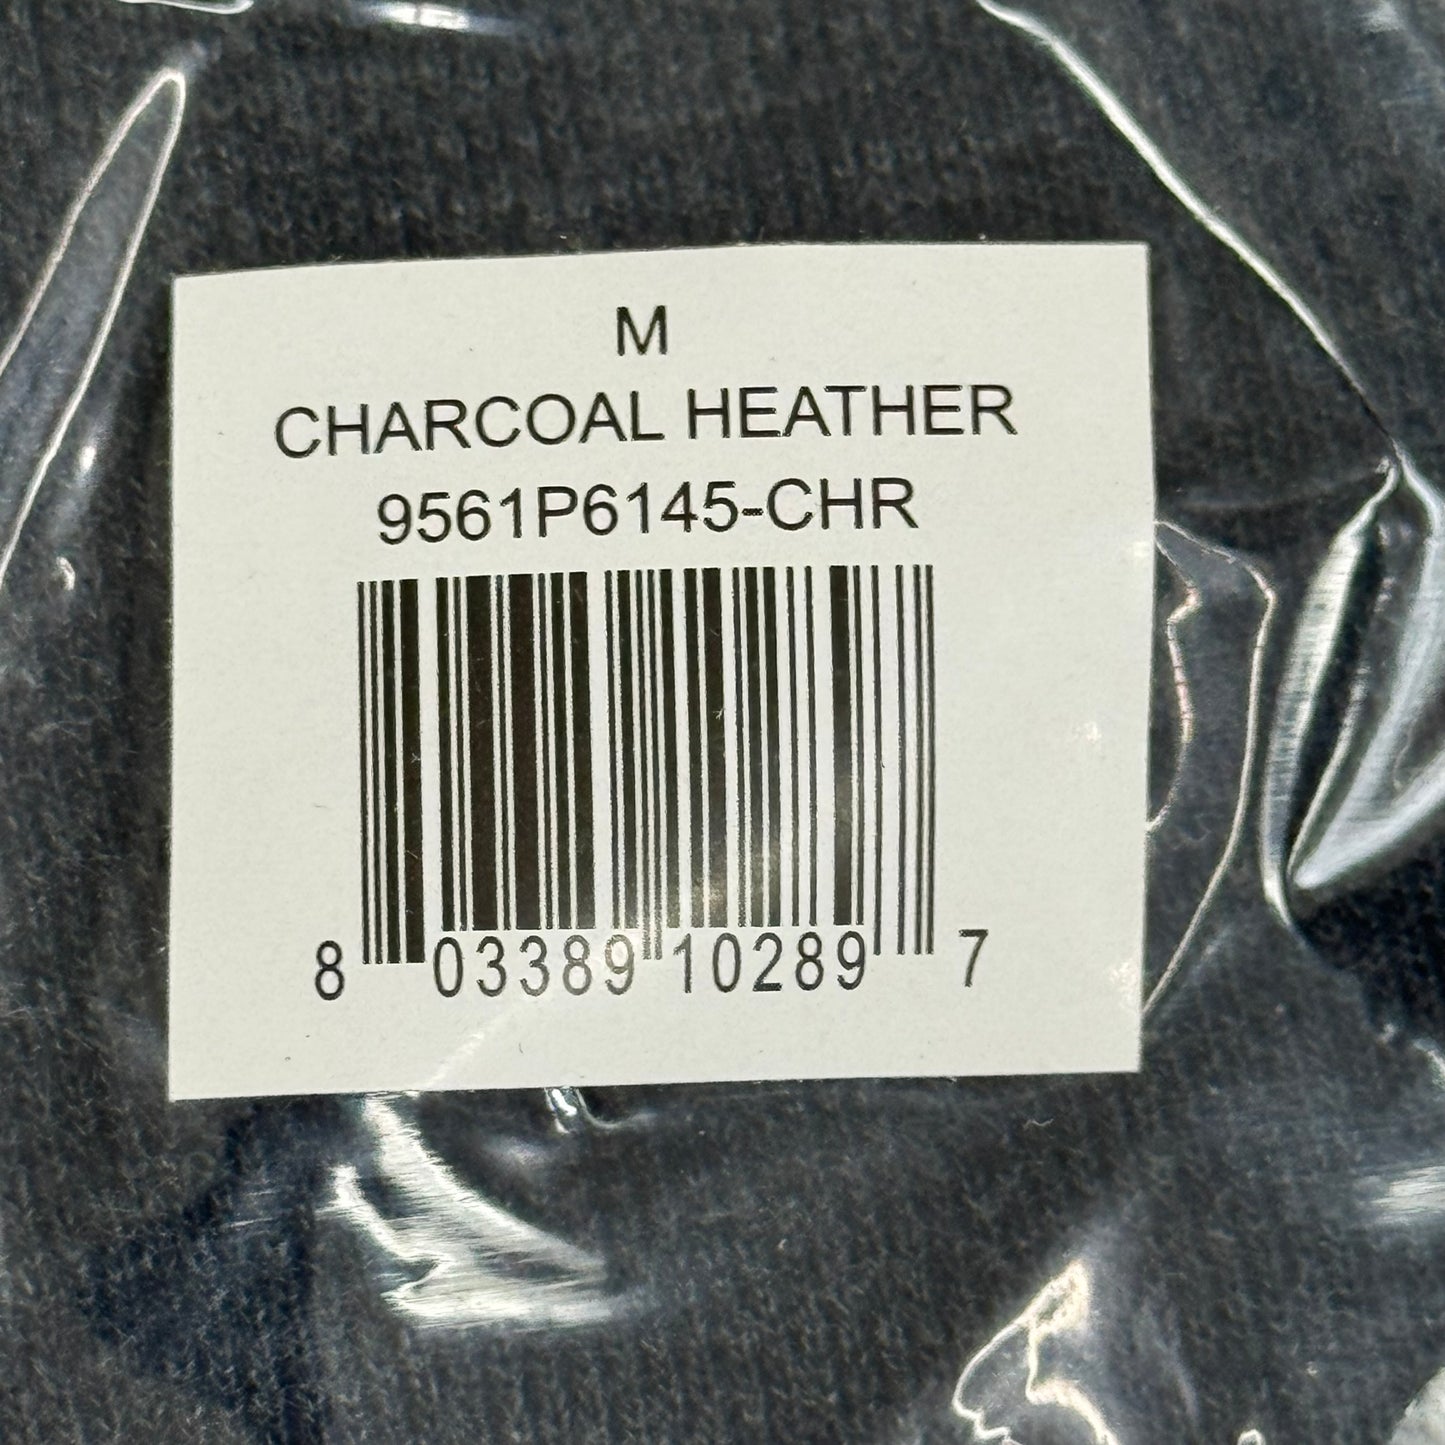 M
CHARCOAL HEATHER
9561P6145-CHR
8 03389 10289 7